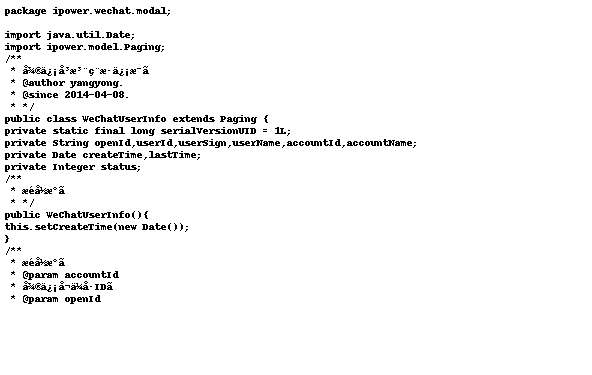 package ipower.wechat.modal;
import java.util.Date;
import ipower.model.Paging;
/**
* å¾®ä¿¡å³æ³¨ç¨æ·ä¿¡æ¯ã
* @author yangyong.
* @since 2014-04-08.
* */
public class WeChatUserInfo extends Paging {
private static final long serialVersionUID = 1L;
private String openId,userId,userSign,userName,accountId,accountName;
private Date createTime,lastTime;
private Integer status;
/**
* æé å½æ°ã
* */
public WeChatUserInfo(){
this.setCreateTime(new Date());
}
/**
* æé å½æ°ã
* @param accountId
* å¾®ä¿¡å¬ä¼å·IDã
* @param openId